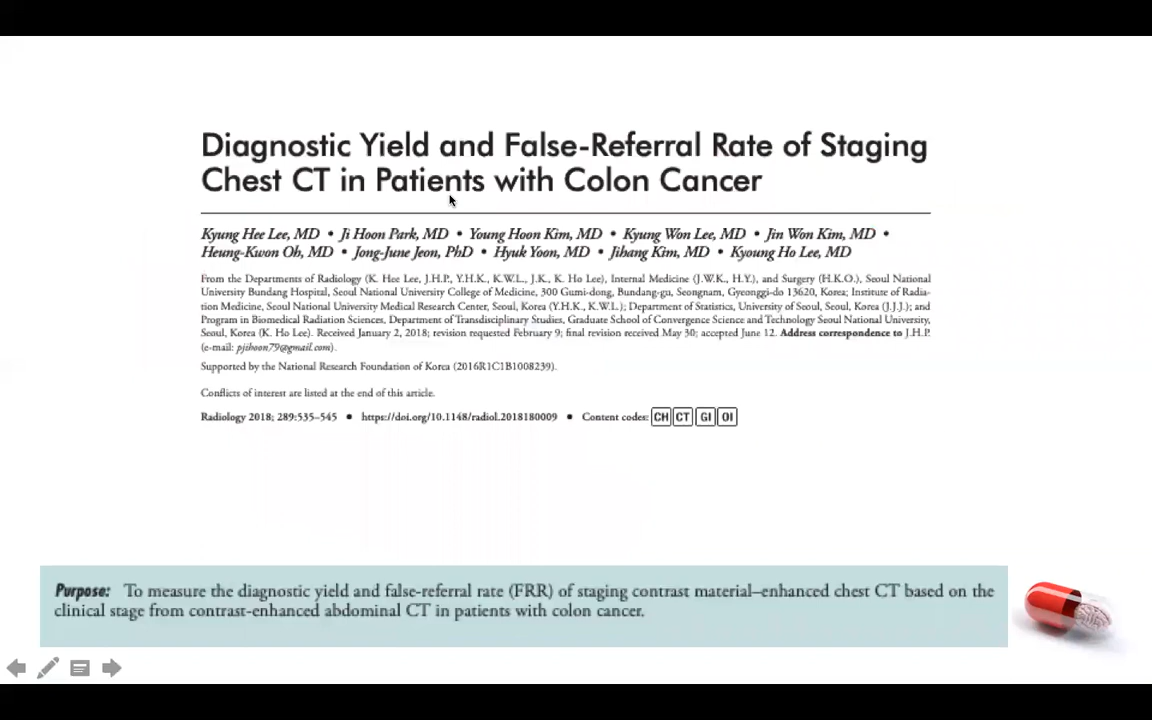 Diagnostic Yield and False-Referral Rate of Staging
Chest CT in Patients with Colon Cancer
Kyung Hee Lee, MD • Ji Hoon Park, MD • Young Hoon Kim, MD • Kyung Won Lee, MD • Jin Won Kim, MD •
Heung-Kwon Oh, MD • Jong-June Jeon, PhD • Hyuk Yoon, MD • Jihang Kim, MD • Kyoung Ho Lee, MD
From the Departments of Radiology (K. Hee Lee, J.H.P., Y.H.K., K.W.L., J.K., K. Ho Lee), Internal Medicine (J.W.K., H.Y.), and Surgery (H.K.O.), Seoul National
University Bundang Hospital, Seoul National University College of Medicine, 300 Gumi-dong, Bundang-gu, Seongnam, Gyeonggi-do 13620, Korea; Institute of Radia-
tion Medicine, Seoul National University Medical Research Center, Seoul, Korea (Y.H.K., K.W.L.); Department of Statistics, University of Seoul, Seoul, Korea (J.J.J.); and
Program in Biomedical Radiation Sciences, Department of Transdisciplinary Studies, Graduate School of Convergence Science and Technology Seoul National University,
Seoul, Korea (K. Ho Lee). Received January 2, 2018; revision requested February 9; final revision received May 30; accepted June 12. Address correspondence to J.H.P.
(e-mail: pjihoon79@gmail.com).
Supported by the National Research Foundation of Korea (2016R1C1B1008239).
Conflicts of interest are listed at the end of this article.
Radiology 2018; 289:535–545 • https://doi.org/10.1148/radiol.2018180009 • Content codes: CH CT GI OI
Purpose: To measure the diagnostic yield and false-referral rate (FRR) of staging contrast material–enhanced chest CT based on the
clinical stage from contrast-enhanced abdominal CT in patients with colon cancer.